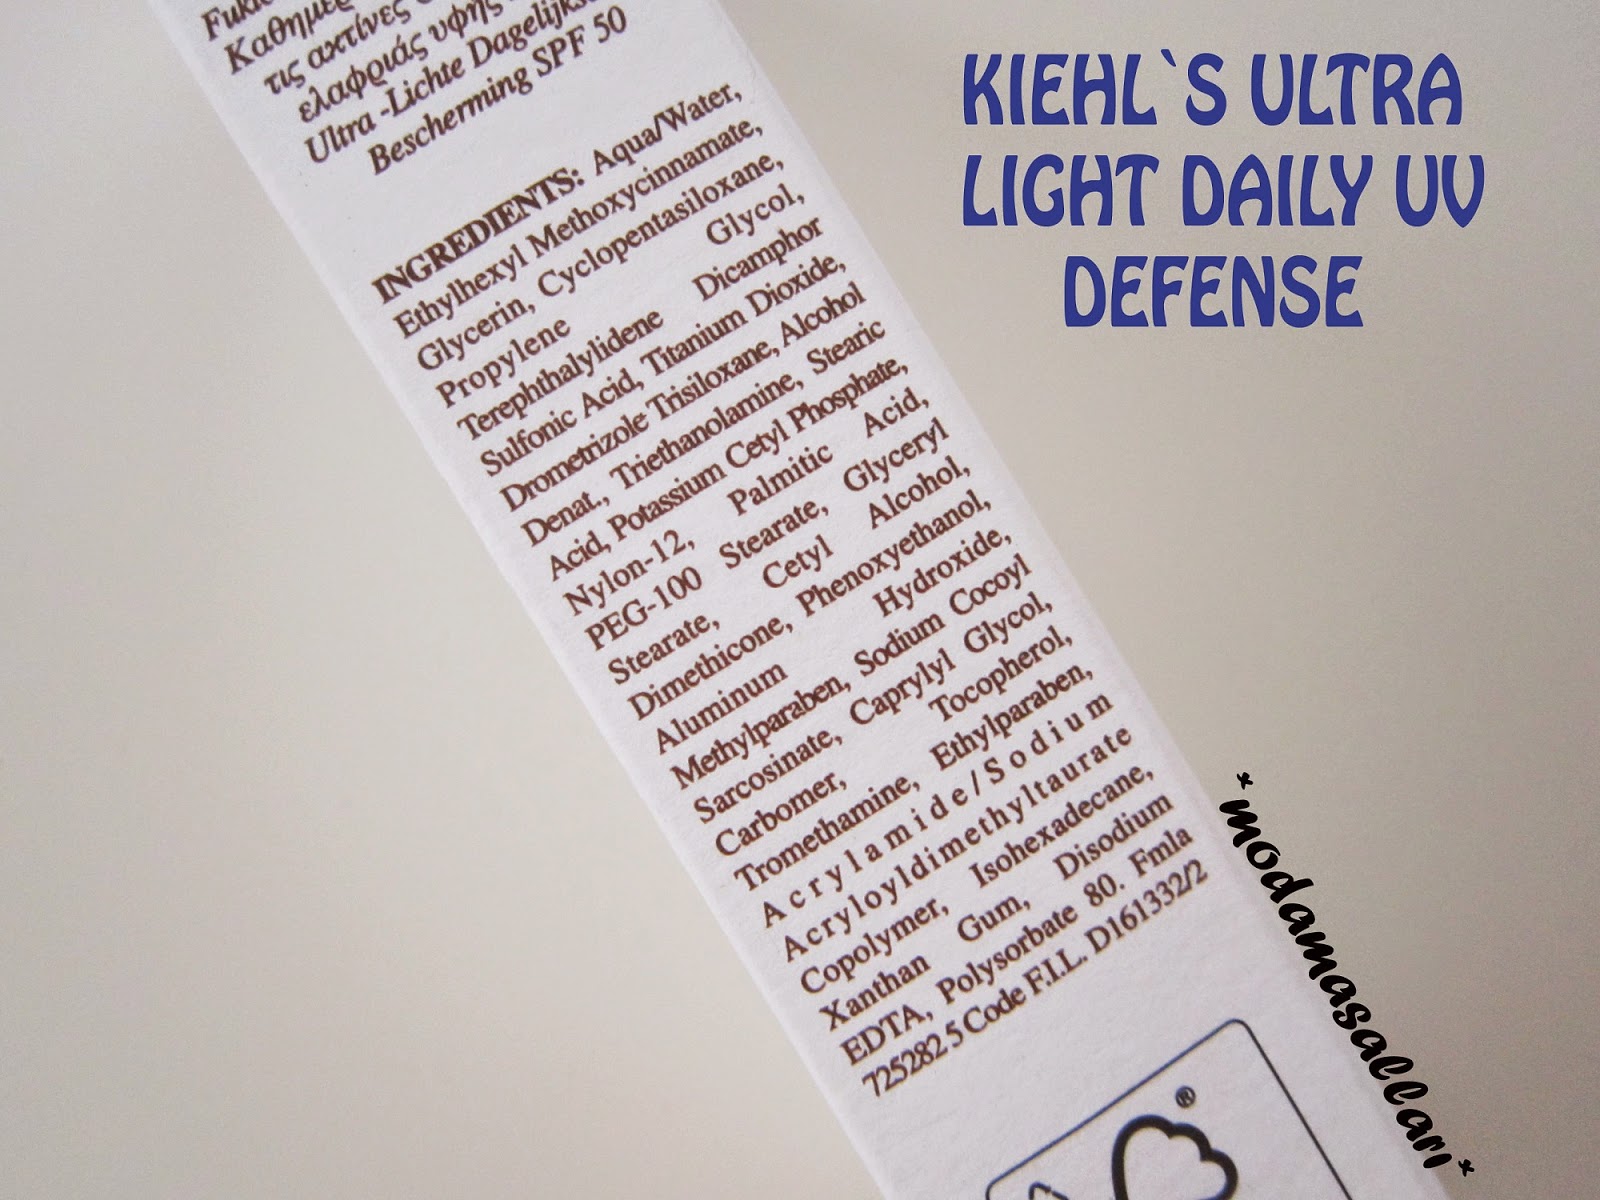 Καθημερ
τις ακτίνες
ελαφριάς υφής
Ultra -Lichte Dagelijks
Bescherming SPF 50
INGREDIENTS: Aqua/Water,
Ethylhexyl Methoxycinnamate,
Glycerin, Cyclopentasiloxane,
Propylene Glycol,
Terephthalylidene Dicamphor
Sulfonic Acid, Titanium Dioxide,
Drometrizole Trisiloxane, Alcohol
Denat., Triethanolamine, Stearic
Acid, Potassium Cetyl Phosphate,
Nylon-12, Palmitic Acid,
PEG-100 Stearate, Glyceryl
Stearate, Cetyl Alcohol,
Dimethicone, Phenoxyethanol,
Aluminum Hydroxide,
Methylparaben, Sodium Cocoyl
Sarcosinate, Caprylyl Glycol,
Carbomer, Tocopherol,
Tromethamine, Ethylparaben,
Acrylamide/Sodium
Acryloyldimethyltaurate
Copolymer, Isohexadecane,
Xanthan Gum, Disodium
EDTA, Polysorbate 80. Fmla
725282 5 Code F.I.L. D161332/2
®
KIEHL`S ULTRA
LIGHT DAILY UV
DEFENSE
*modamasallari*